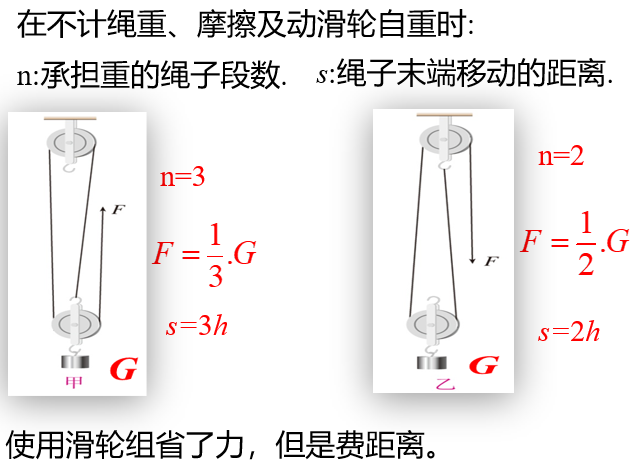 在不计绳重、摩擦及动滑轮自重时:
n:承担重的绳子段数. s:绳子末端移动的距离.
n=3
F
F=1/3.G
s=3h
G
甲
n=2
F=1/2.G
F
s=2h
G
乙
使用滑轮组省了力，但是费距离。